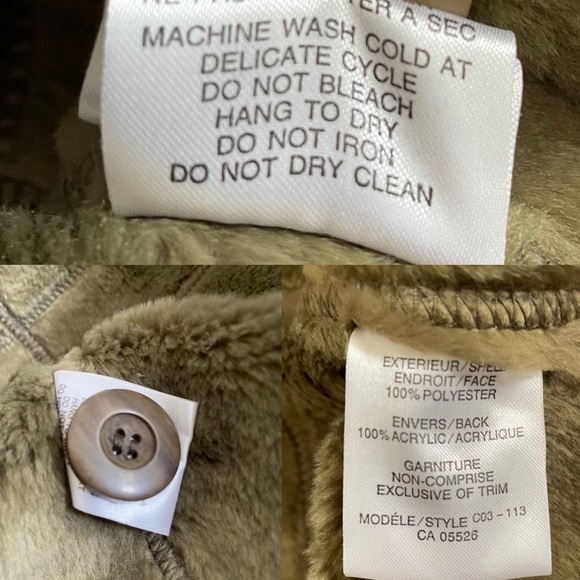 A SEC
MACHINE WASH COLD AT
DELICATE CYCLE
DO NOT BLEACH
HANG TO DRY
DO NOT IRON
DO NOT DRY CLEAN
EXTERIEUR/SHELL
ENDROIT/FACE
100% POLYESTER
ENVERS/BACK
100% ACRYLIC/ACRYLIQUE
GARNITURE
NON-COMPRISE
EXCLUSIVE OF TRIM
MODÉLE/STYLE C03-113
CA 05526